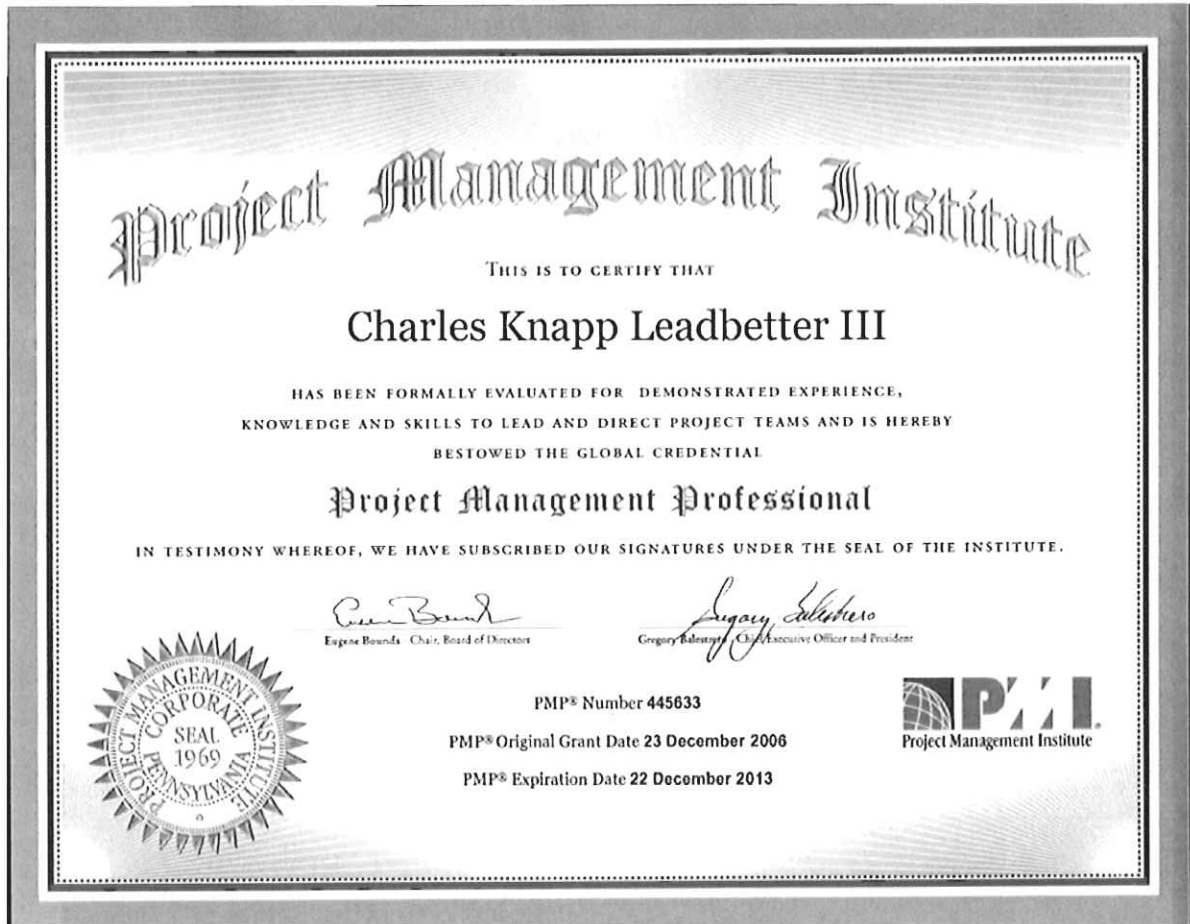 Project Management Institute
THIS IS TO CERTIFY THAT
Charles Knapp Leadbetter III
HAS BEEN FORMALLY EVALUATED FOR DEMONSTRATED EXPERIENCE,
KNOWLEDGE AND SKILLS TO LEAD AND DIRECT PROJECT TEAMS AND IS HEREBY
BESTOWED THE GLOBAL CREDENTIAL
Project Management Professional
IN TESTIMONY WHEREOF, WE HAVE SUBSCRIBED OUR SIGNATURES UNDER THE SEAL OF THE INSTITUTE.
Eugene Bounds Chair, Board of Directors
Gregory Balestrero, Chief Executive Officer and President
PROJECT MANAGEMENT INSTITUTE
CORPORATE
SEAL
1969
PENNSYLVANIA
PMP® Number 445633
PMP® Original Grant Date 23 December 2006
PMP® Expiration Date 22 December 2013
PMI
Project Management Institute